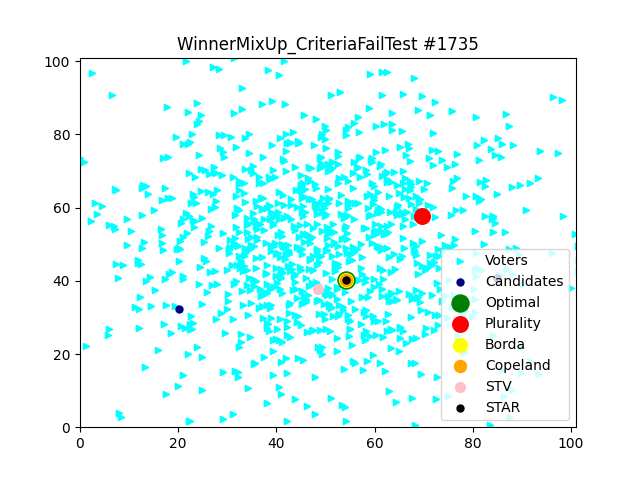 WinnerMixUp_CriteriaFailTest #1735
100
80
60
40
20
0
0 20 40 60 80 100
Voters
Candidates
Optimal
Plurality
Borda
Copeland
STV
STAR